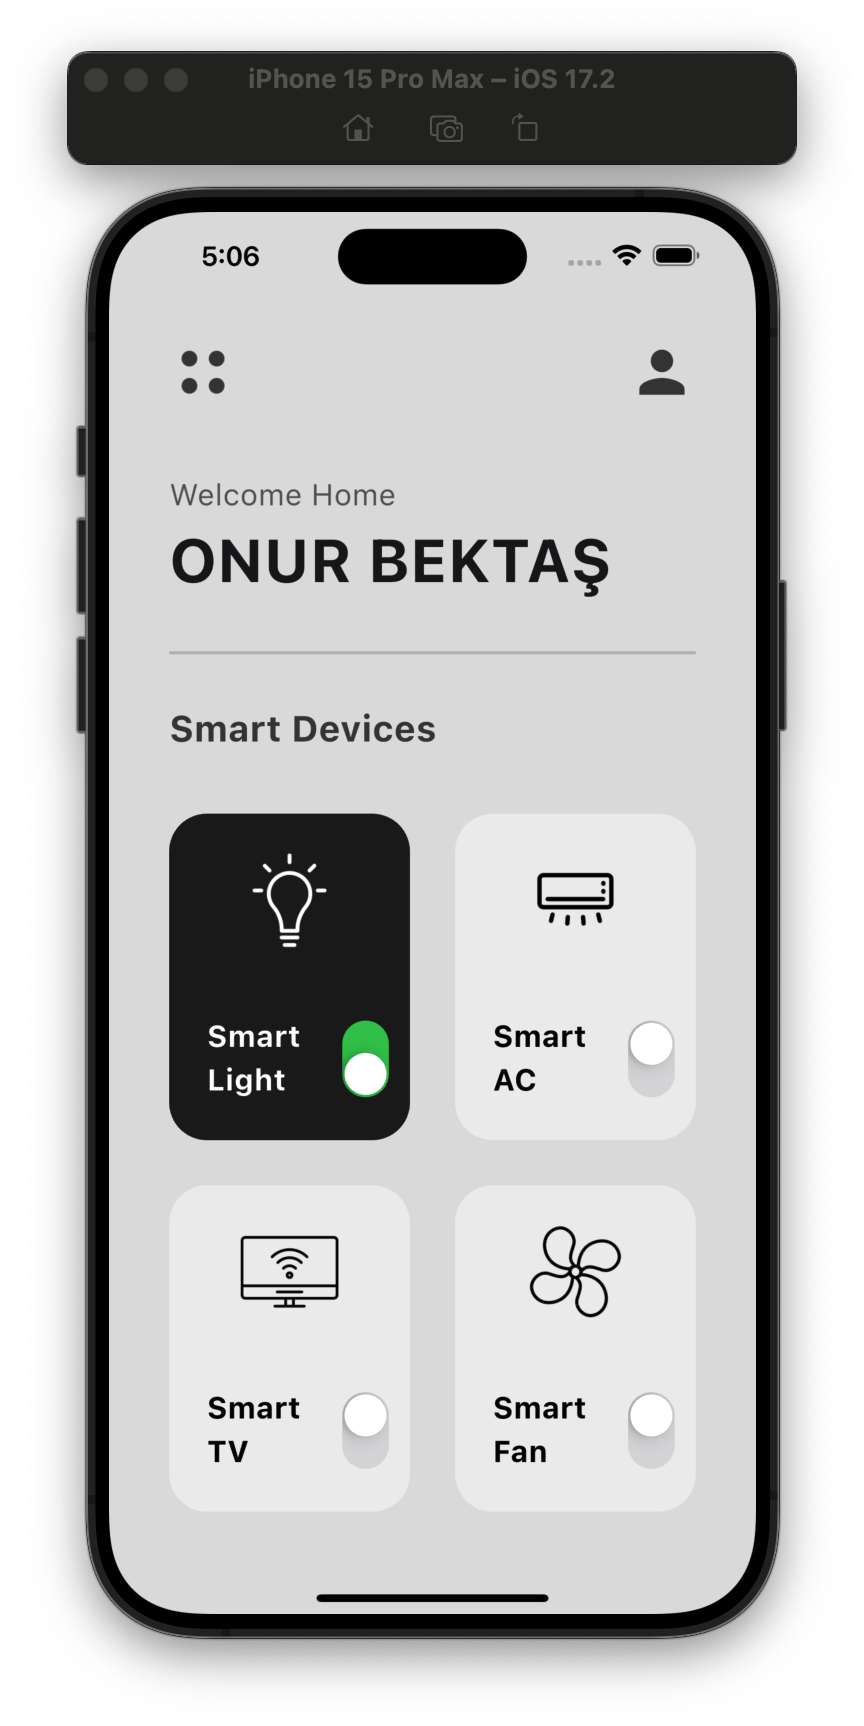 iPhone 15 Pro Max – iOS 17.2
5:06
Welcome Home
ONUR BEKTAŞ
Smart Devices
Smart
Light
Smart
AC
Smart
TV
Smart
Fan